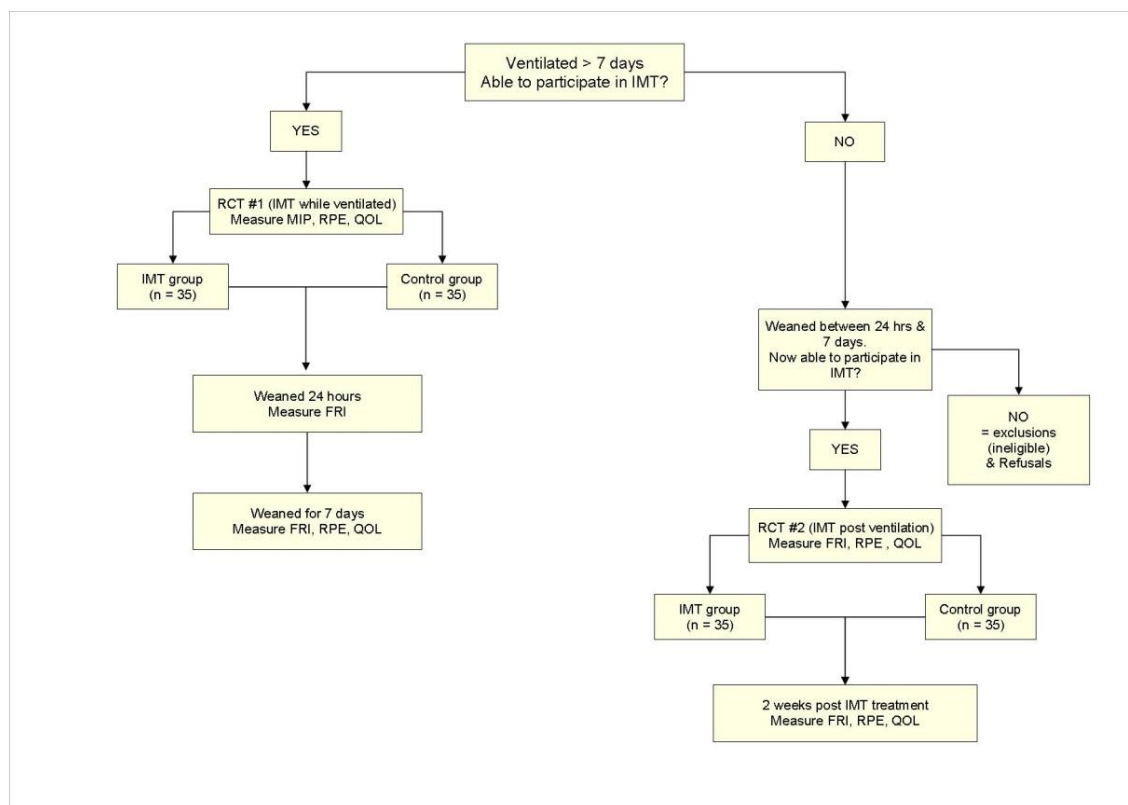 Ventilated > 7 days
Able to participate in IMT?
YES
NO
RCT #1 (IMT while ventilated)
Measure MIP, RPE, QOL
IMT group
(n = 35)
Control group
(n = 35)
Weaned 24 hours
Measure FRI
Weaned for 7 days
Measure FRI, RPE, QOL
Weaned between 24 hrs &
7 days.
Now able to participate in
IMT?
NO
= exclusions
(ineligible)
& Refusals
YES
RCT #2 (IMT post ventilation)
Measure FRI, RPE , QOL
IMT group
(n = 35)
Control group
(n = 35)
2 weeks post IMT treatment
Measure FRI, RPE, QOL